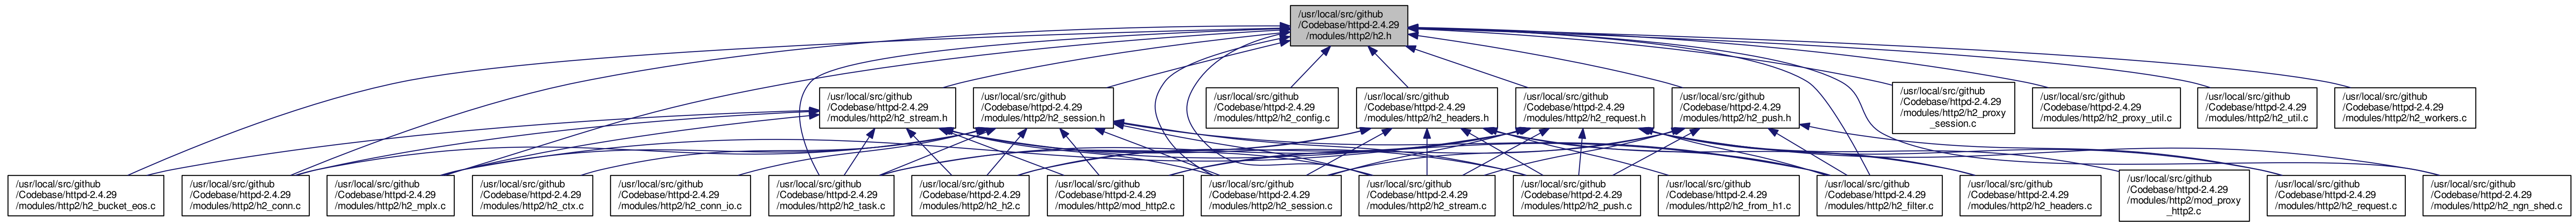 /usr/local/src/github
/Codebase/httpd-2.4.29
/modules/http2/h2.h
/usr/local/src/github
/Codebase/httpd-2.4.29
/modules/http2/h2_stream.h
/usr/local/src/github
/Codebase/httpd-2.4.29
/modules/http2/h2_session.h
/usr/local/src/github
/Codebase/httpd-2.4.29
/modules/http2/h2_config.c
/usr/local/src/github
/Codebase/httpd-2.4.29
/modules/http2/h2_headers.h
/usr/local/src/github
/Codebase/httpd-2.4.29
/modules/http2/h2_request.h
/usr/local/src/github
/Codebase/httpd-2.4.29
/modules/http2/h2_push.h
/usr/local/src/github
/Codebase/httpd-2.4.29
/modules/http2/h2_proxy
_session.c
/usr/local/src/github
/Codebase/httpd-2.4.29
/modules/http2/h2_proxy_util.c
/usr/local/src/github
/Codebase/httpd-2.4.29
/modules/http2/h2_util.c
/usr/local/src/github
/Codebase/httpd-2.4.29
/modules/http2/h2_workers.c
/usr/local/src/github
/Codebase/httpd-2.4.29
/modules/http2/h2_bucket_eos.c
/usr/local/src/github
/Codebase/httpd-2.4.29
/modules/http2/h2_conn.c
/usr/local/src/github
/Codebase/httpd-2.4.29
/modules/http2/h2_mplx.c
/usr/local/src/github
/Codebase/httpd-2.4.29
/modules/http2/h2_ctx.c
/usr/local/src/github
/Codebase/httpd-2.4.29
/modules/http2/h2_conn_io.c
/usr/local/src/github
/Codebase/httpd-2.4.29
/modules/http2/h2_task.c
/usr/local/src/github
/Codebase/httpd-2.4.29
/modules/http2/h2_h2.c
/usr/local/src/github
/Codebase/httpd-2.4.29
/modules/http2/mod_http2.c
/usr/local/src/github
/Codebase/httpd-2.4.29
/modules/http2/h2_session.c
/usr/local/src/github
/Codebase/httpd-2.4.29
/modules/http2/h2_stream.c
/usr/local/src/github
/Codebase/httpd-2.4.29
/modules/http2/h2_push.c
/usr/local/src/github
/Codebase/httpd-2.4.29
/modules/http2/h2_from_h1.c
/usr/local/src/github
/Codebase/httpd-2.4.29
/modules/http2/h2_filter.c
/usr/local/src/github
/Codebase/httpd-2.4.29
/modules/http2/h2_headers.c
/usr/local/src/github
/Codebase/httpd-2.4.29
/modules/http2/mod_proxy
_http2.c
/usr/local/src/github
/Codebase/httpd-2.4.29
/modules/http2/h2_request.c
/usr/local/src/github
/Codebase/httpd-2.4.29
/modules/http2/h2_ngn_shed.c